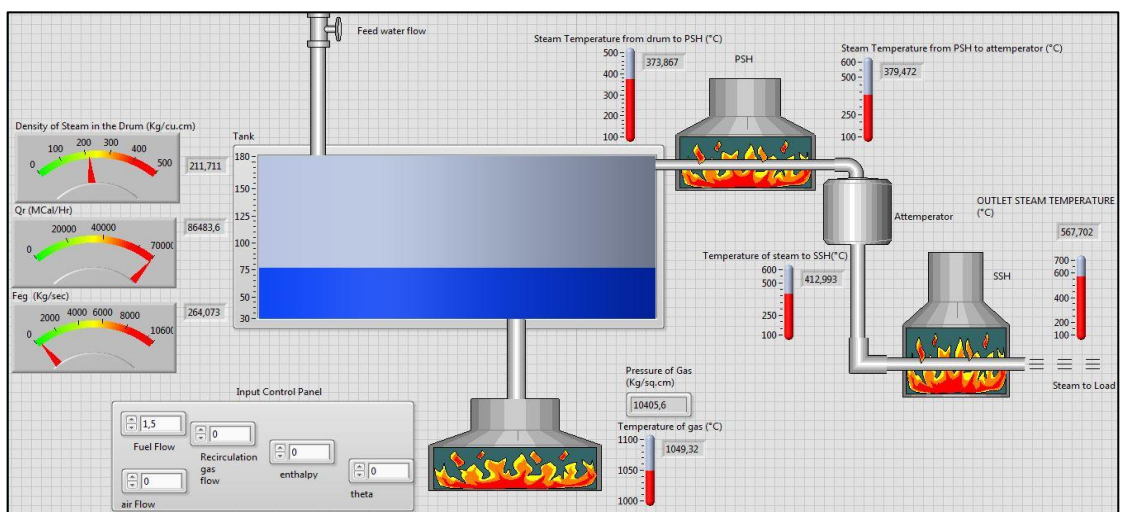 Feed water flow
Steam Temperature from drum to PSH (°C)
500
400
300
200
100
373,867
PSH
Steam Temperature from PSH to attemperator (°C)
600
500
250
100
379,472
Density of Steam in the Drum (Kg/cu.cm)
0
100
200
300
400
500
211,711
Qr (MCal/Hr)
0
20000
40000
70000
86483,6
Feg (Kg/sec)
0
2000
4000
6000
8000
10600
264,073
Tank
180
150
125
100
75
50
30
Attemperator
Temperature of steam to SSH(°C)
600
500
250
100
412,993
OUTLET STEAM TEMPERATURE
(°C)
567,702
700
600
400
200
100
SSH
Steam to Load
Pressure of Gas
(Kg/sq.cm)
10405,6
Temperature of gas (°C)
1100
1050
1000
1049,32
Input Control Panel
1,5
Fuel Flow
0
Recirculation
gas
flow
0
enthalpy
0
theta
0
air Flow